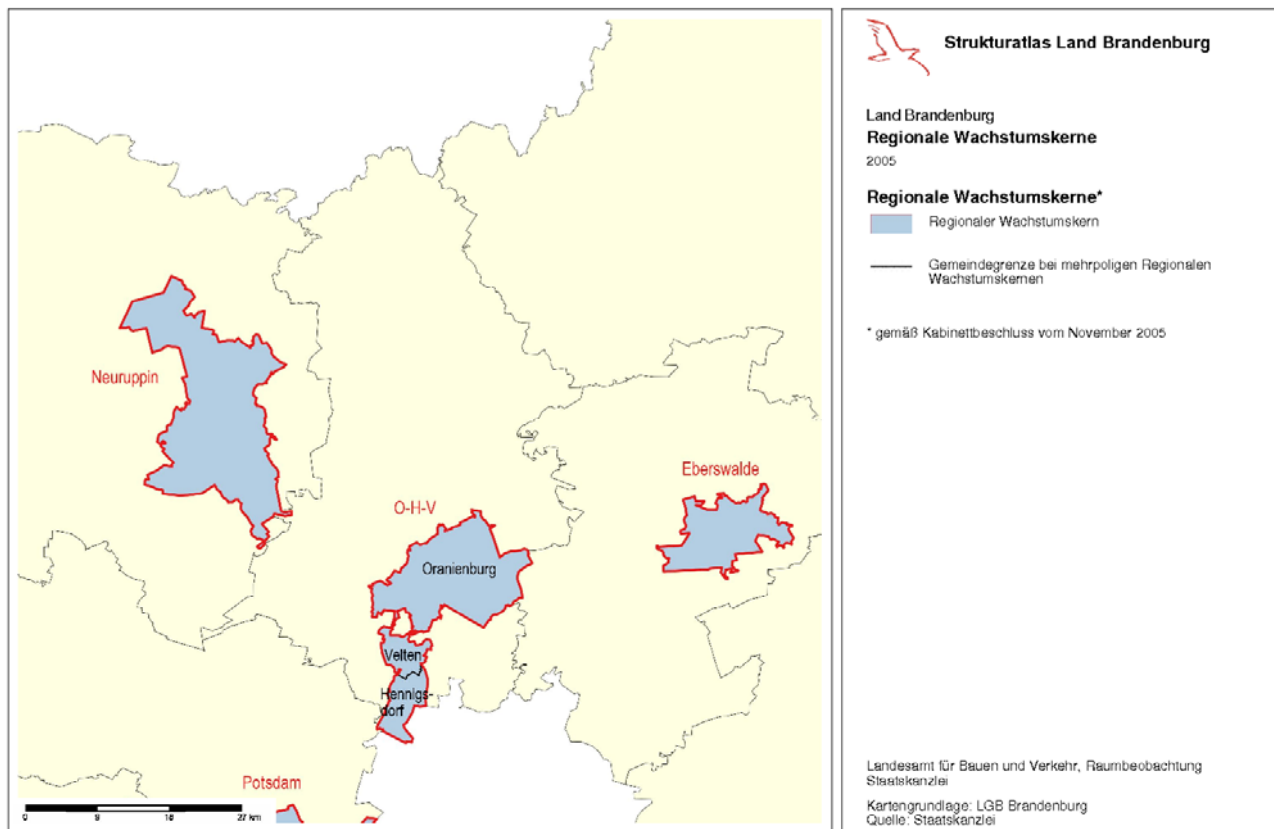 Neuruppin
O-H-V
Oranienburg
Velten
Hennigs-
dorf
Eberswalde
Potsdam
0 9 18 27 km
Strukturatlas Land Brandenburg
Land Brandenburg
Regionale Wachstumskerne
2005
Regionale Wachstumskerne*
Regionaler Wachstumskern
Gemeindegrenze bei mehrpoligen Regionalen
Wachstumskernen
* gemäß Kabinettbeschluss vom November 2005
Landesamt für Bauen und Verkehr, Raumbeobachtung
Staatskanzlei
Kartengrundlage: LGB Brandenburg
Quelle: Staatskanzlei